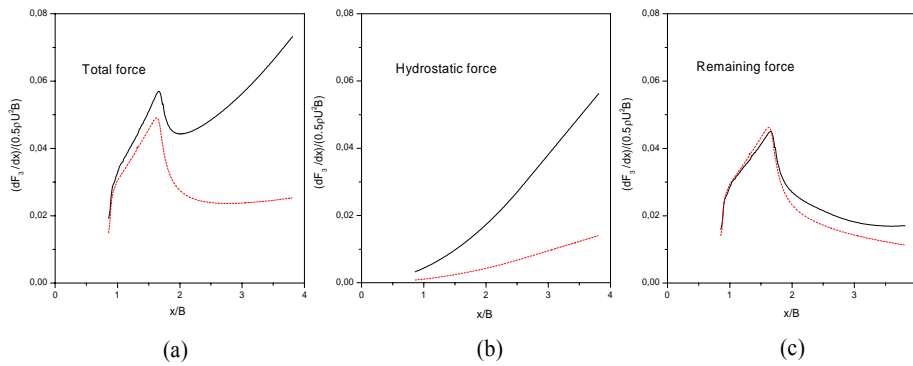 0,08
0,06
0,04
0,02
0,00
(dF₃/dx)/(0.5ρU²B)
Total force
0 1 2 3 4
x/B
(a)
0,08
0,06
0,04
0,02
0,00
(dF₃/dx)/(0.5ρU²B)
Hydrostatic force
0 1 2 3 4
x/B
(b)
0,08
0,06
0,04
0,02
0,00
(dF₃/dx)/(0.5ρU²B)
Remaining force
0 1 2 3
x/B
(c)